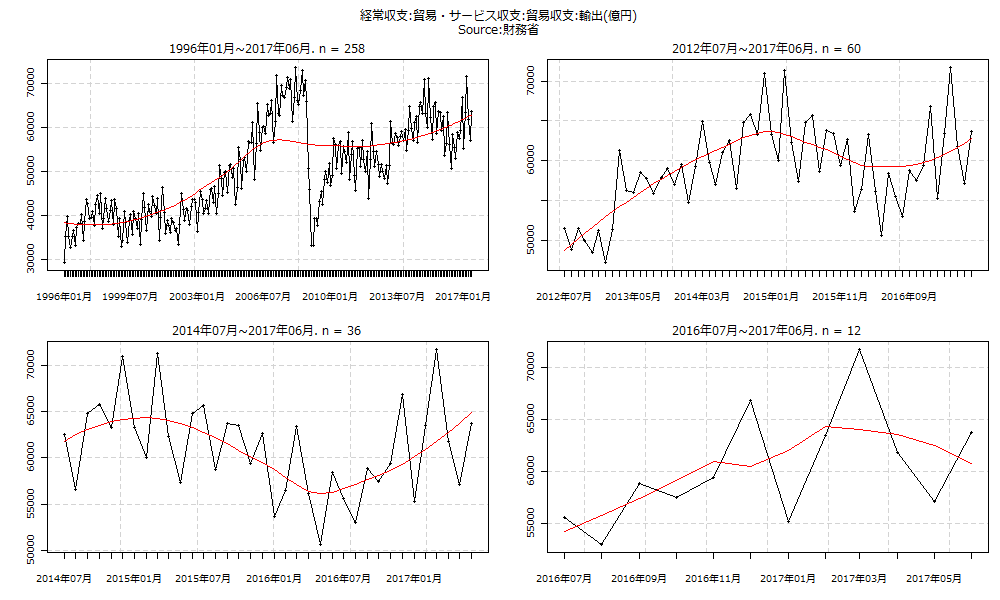 経常収支:貿易・サービス収支:貿易収支:輸出(億円)
Source:財務省
1996年01月~2017年06月. n = 258
30000 40000 50000 60000 70000
1996年01月 1999年07月 2003年01月 2006年07月 2010年01月 2013年07月 2017年01月
2012年07月~2017年06月. n = 60
50000 60000 70000
2012年07月 2013年05月 2014年03月 2015年01月 2015年11月 2016年09月
2014年07月~2017年06月. n = 36
50000 55000 60000 65000 70000
2014年07月 2015年01月 2015年07月 2016年01月 2016年07月 2017年01月
2016年07月~2017年06月. n = 12
55000 60000 65000 70000
2016年07月 2016年09月 2016年11月 2017年01月 2017年03月 2017年05月